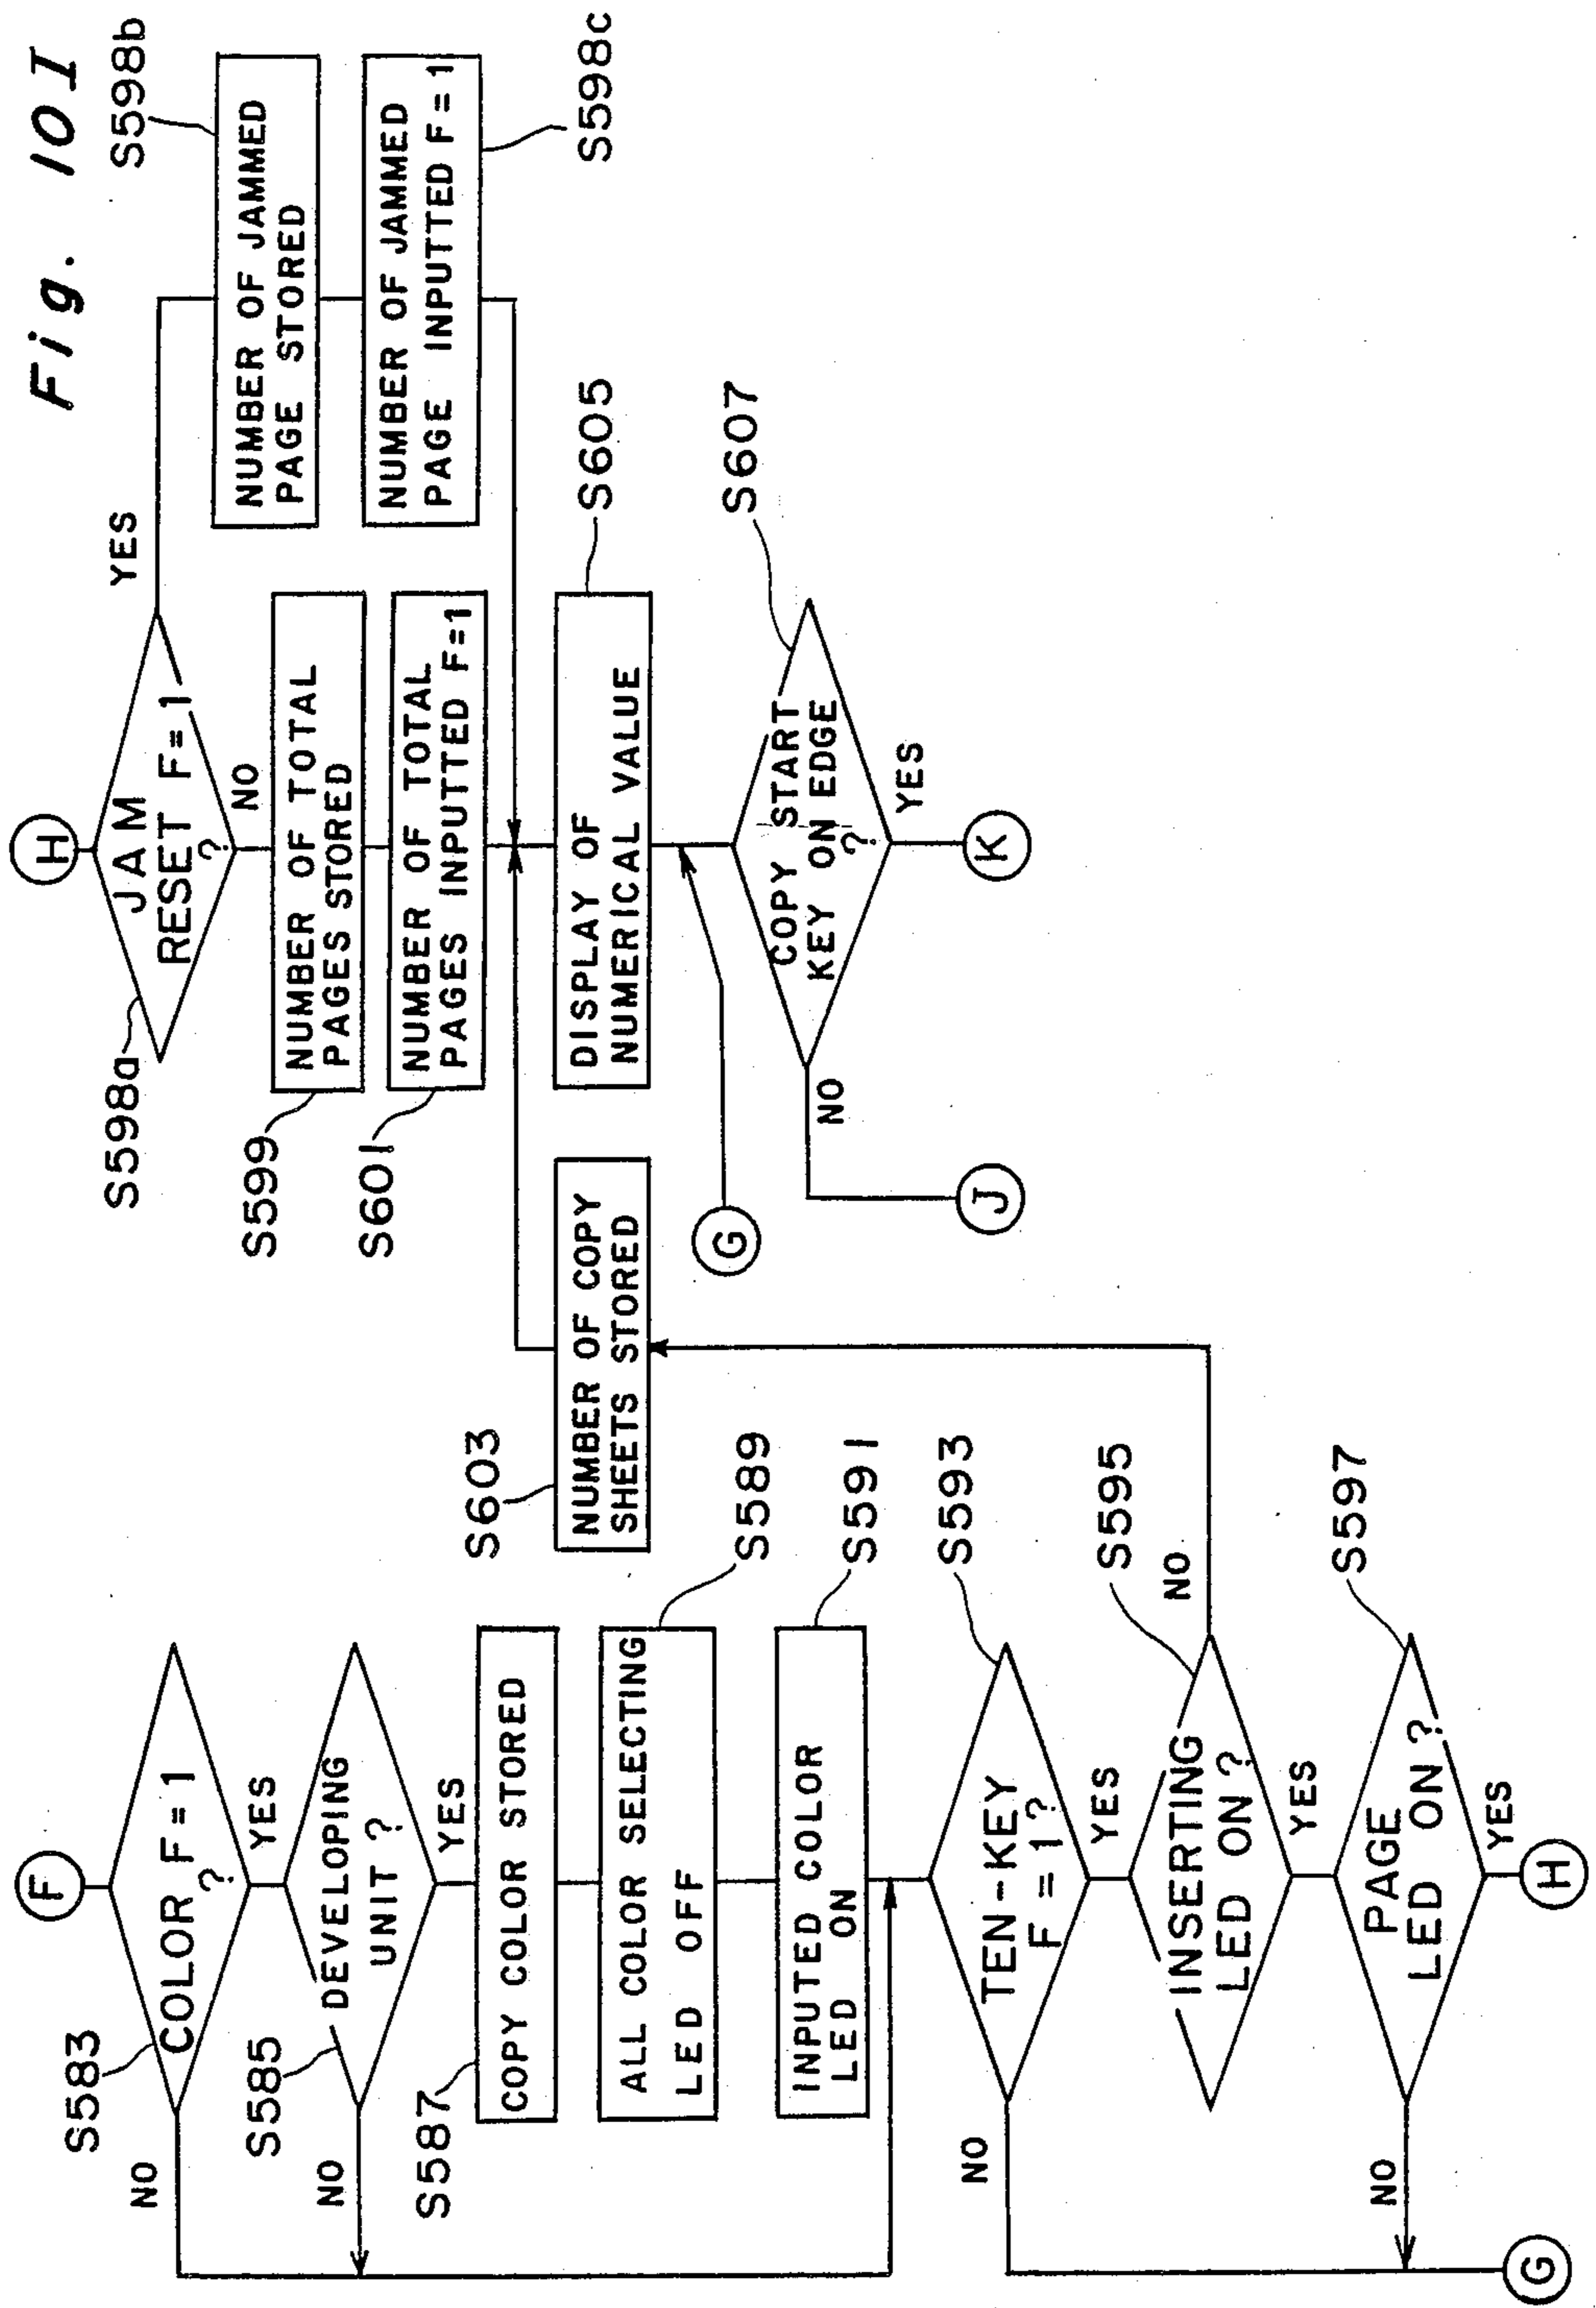 Fig. 10I
F
S583
COLOR F=1
?
NO
YES
S585
DEVELOPING
UNIT ?
NO
YES
S587
COPY COLOR STORED
ALL COLOR SELECTING
LED OFF
S589
INPUTED COLOR
LED ON
S591
TEN-KEY
F=1?
S593
NO
YES
INSERTING
LED ON?
S595
NO
YES
PAGE
LED ON?
S597
NO
YES
G
H
S603
NUMBER OF COPY
SHEETS STORED
H
S598a
JAM
RESET F=1
?
YES
NO
S598b
NUMBER OF JAMMED
PAGE STORED
NUMBER OF JAMMED
PAGE INPUTTED F=1
S598c
S599
NUMBER OF TOTAL
PAGES STORED
S601
NUMBER OF TOTAL
PAGES INPUTTED F=1
DISPLAY OF
NUMERICAL VALUE
S605
G
COPY START
KEY ON EDGE
?
S607
NO
YES
J
K